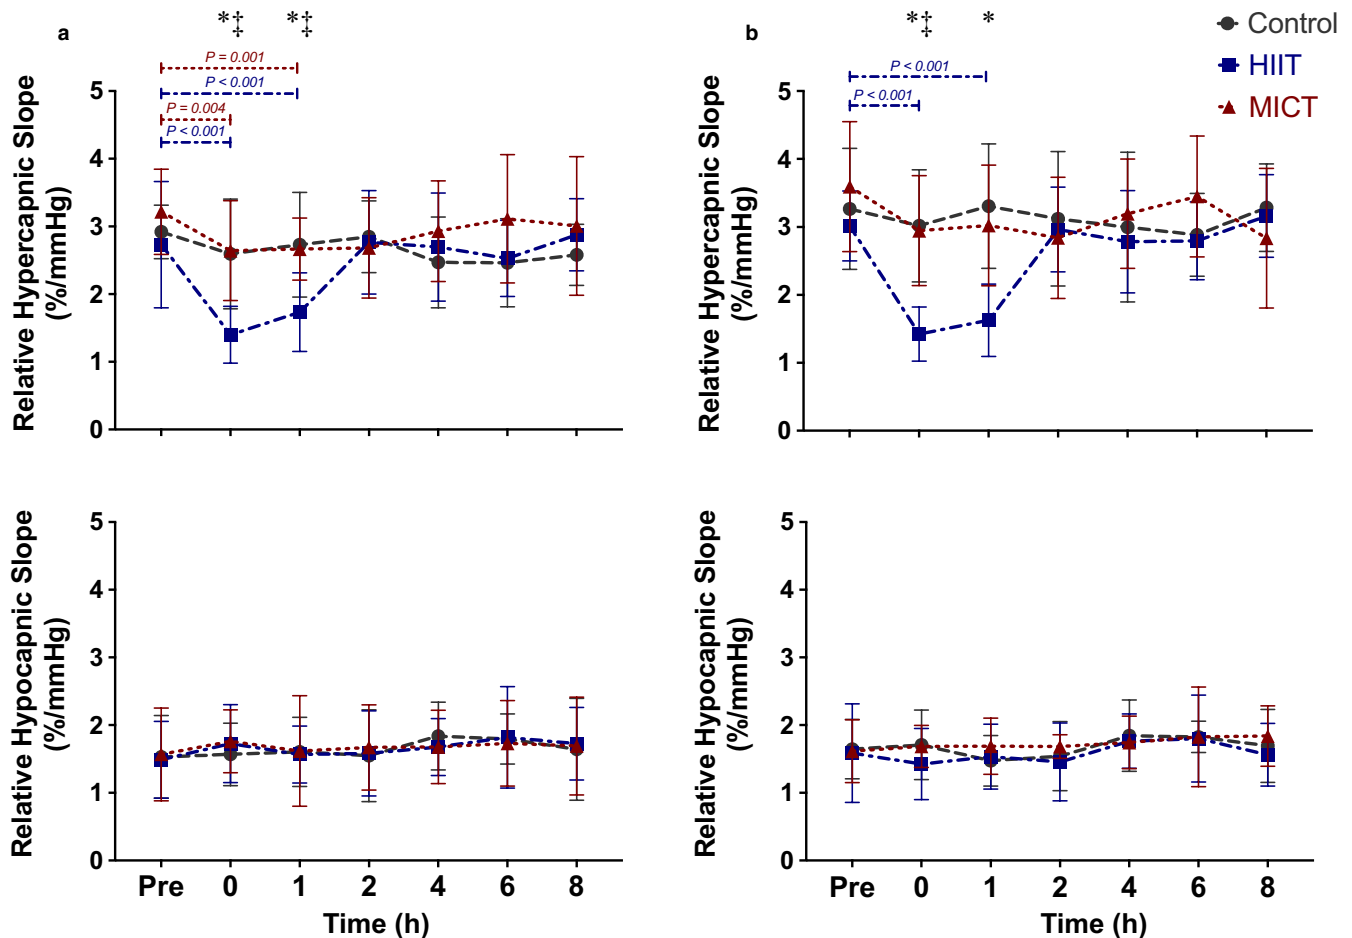 a
*‡ *‡
P = 0.001
P < 0.001
P = 0.004
P < 0.001
Relative Hypercapnic Slope
(%/mmHg)
5
4
3
2
1
0
b
*‡ *
P < 0.001
P < 0.001
Relative Hypercapnic Slope
(%/mmHg)
5
4
3
2
1
0
Control
HIIT
MICT
Relative Hypocapnic Slope
(%/mmHg)
5
4
3
2
1
0
Pre 0 1 2 4 6 8
Time (h)
Relative Hypocapnic Slope
(%/mmHg)
5
4
3
2
1
0
Pre 0 1 2 4 6 8
Time (h)